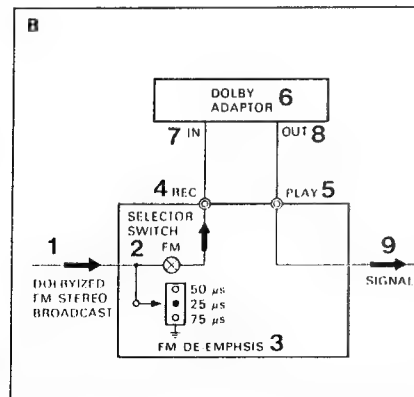 B
DOLBY
ADAPTOR 6
7 IN
OUT 8
4 REC
PLAY 5
SELECTOR
SWITCH
1
2 FM
9
DOLBYIZED
FM STEREO
BROADCAST
SIGNAL
50 µs
25 µs
75 µs
FM DE EMPHSIS 3